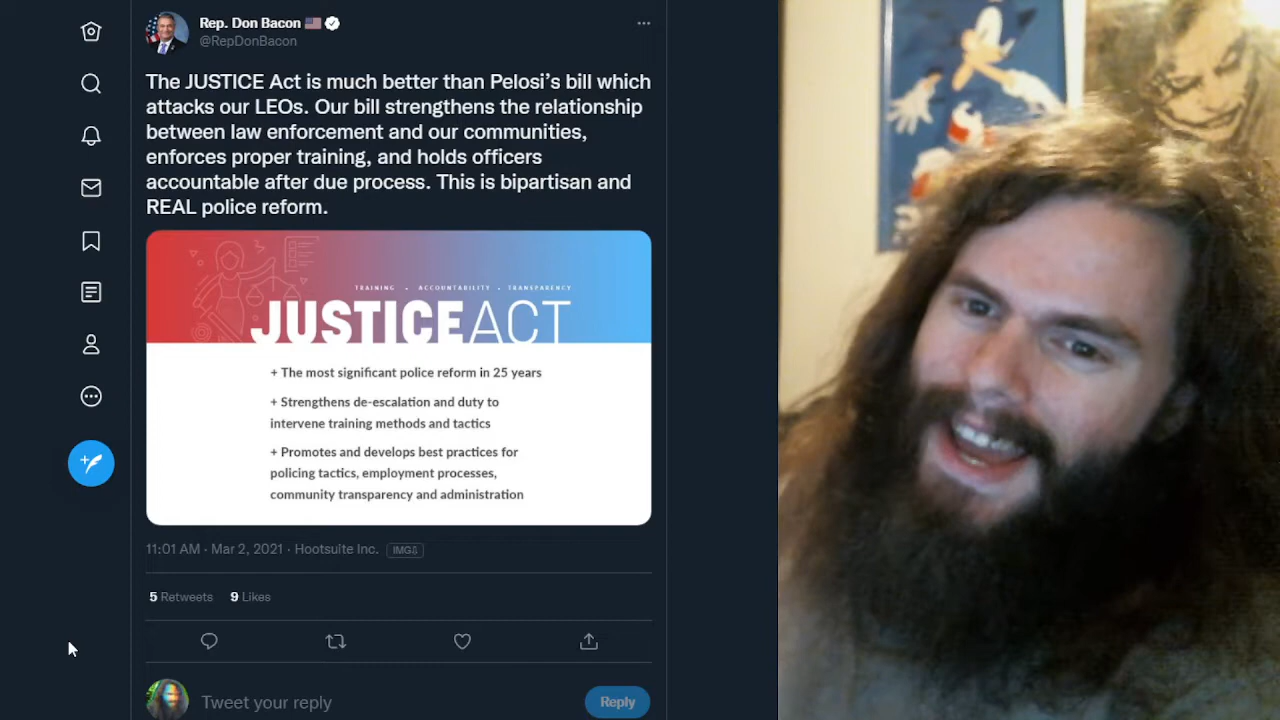 Rep. Don Bacon
@RepDonBacon
The JUSTICE Act is much better than Pelosi's bill which
attacks our LEOs. Our bill strengthens the relationship
between law enforcement and our communities,
enforces proper training, and holds officers
accountable after due process. This is bipartisan and
REAL police reform.
TRAINING • ACCOUNTABILITY • TRANSPARENCY
JUSTICE ACT
+ The most significant police reform in 25 years
+ Strengthens de-escalation and duty to
intervene training methods and tactics
+ Promotes and develops best practices for
policing tactics, employment processes,
community transparency and administration
11:01 AM · Mar 2, 2021 · Hootsuite Inc. IMG⇩
5 Retweets 9 Likes
Tweet your reply
Reply